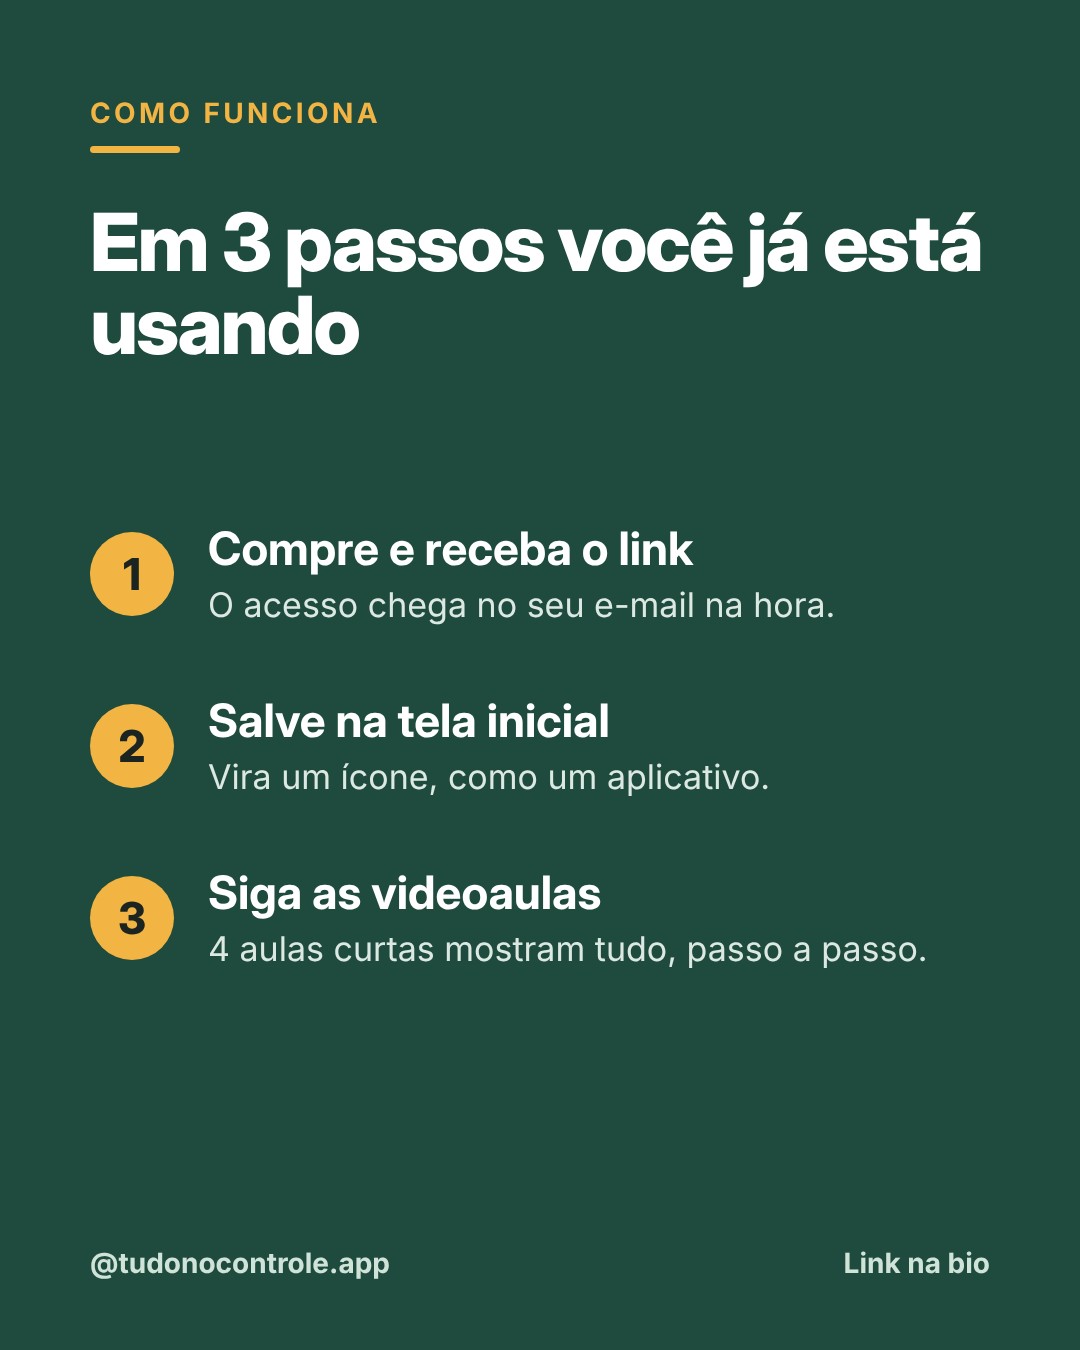 COMO FUNCIONA
Em 3 passos você já está
usando
1
Compre e receba o link
O acesso chega no seu e-mail na hora.
2
Salve na tela inicial
Vira um ícone, como um aplicativo.
3
Siga as videoaulas
4 aulas curtas mostram tudo, passo a passo.
@tudonocontrole.app
Link na bio